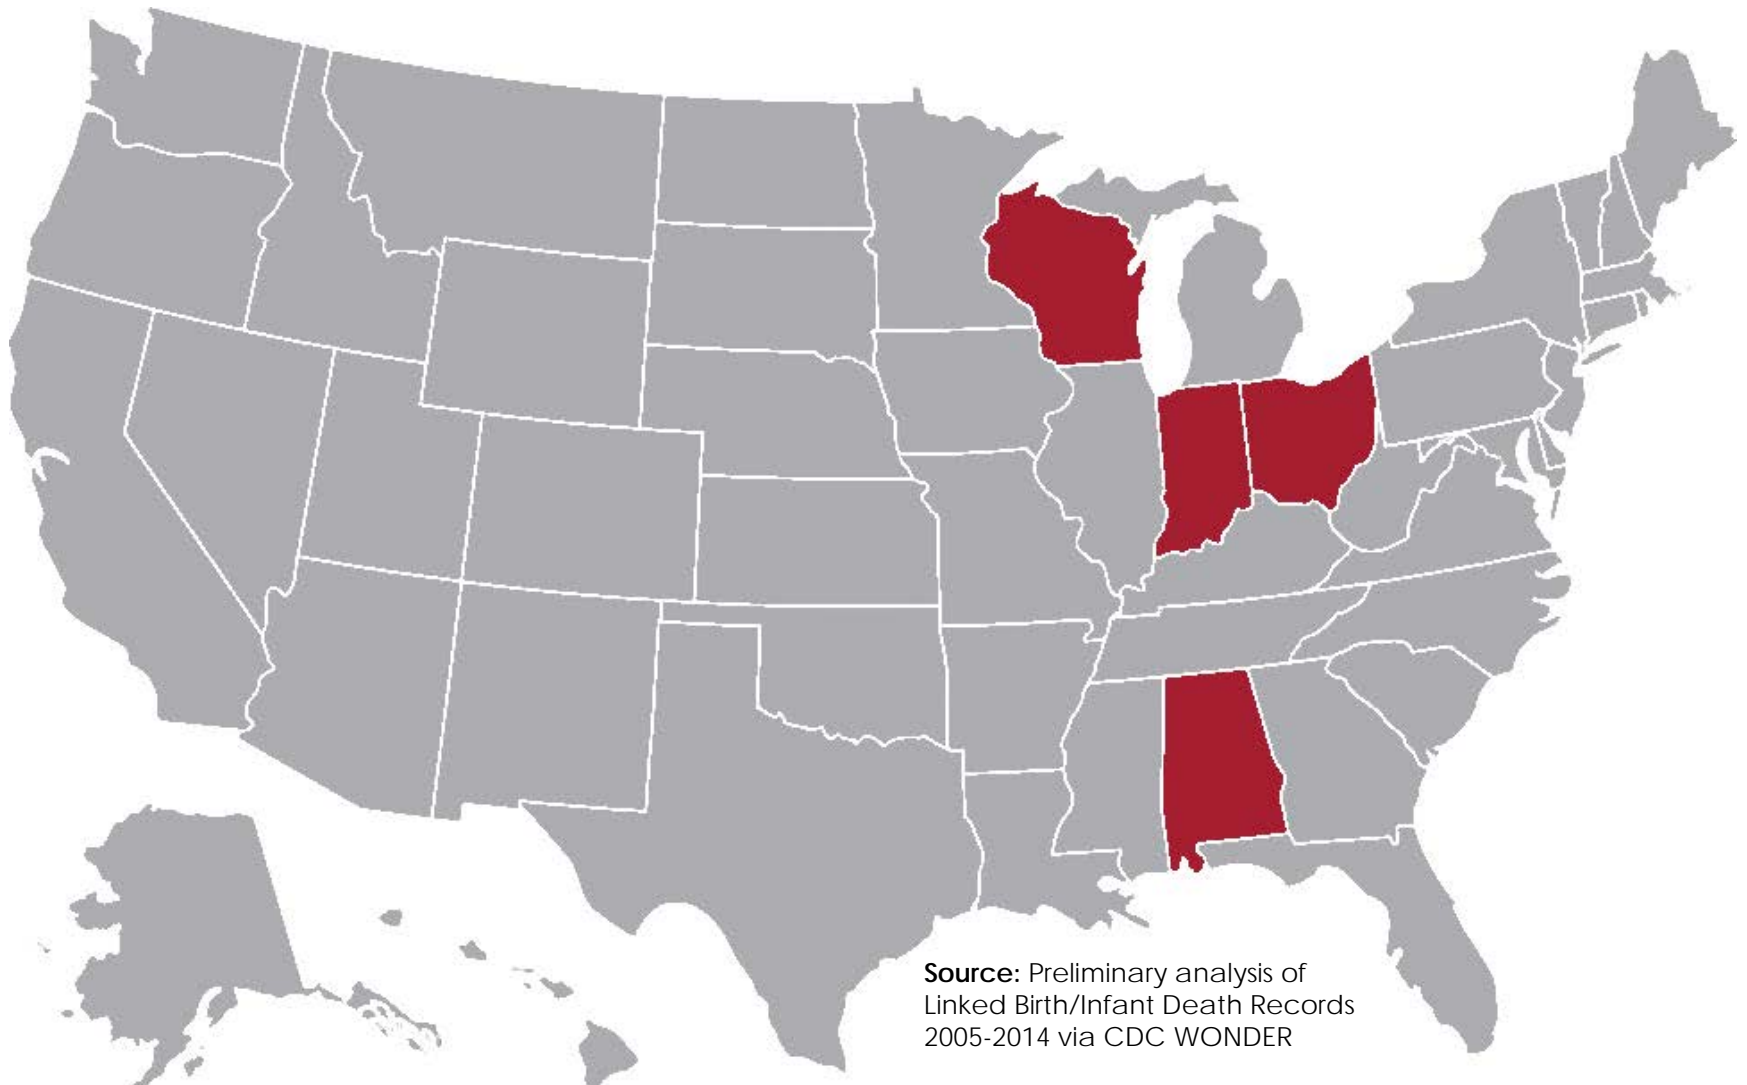 Source: Preliminary analysis of
Linked Birth/Infant Death Records
2005-2014 via CDC WONDER